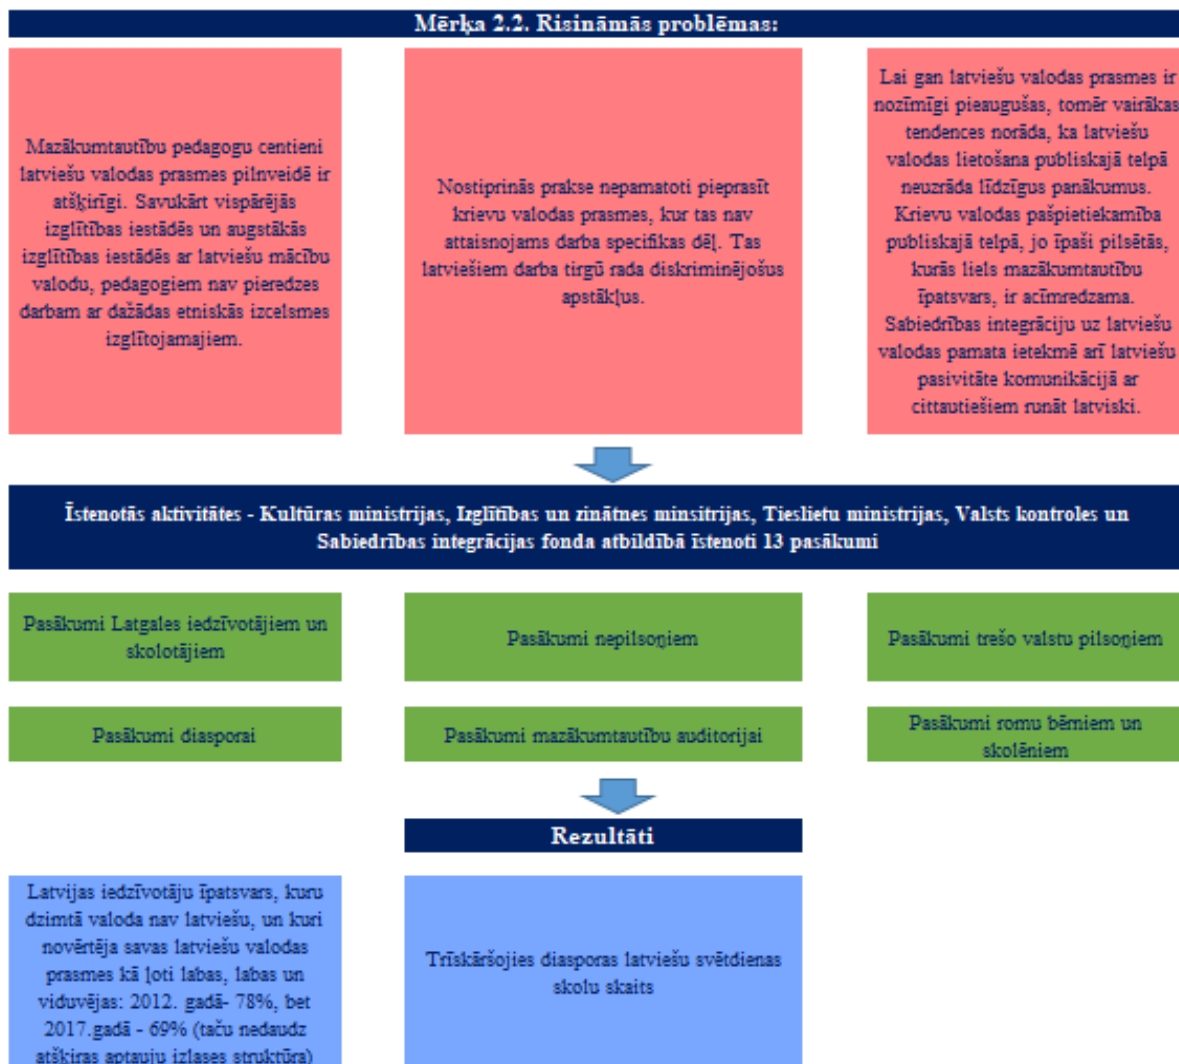 Mērķa 2.2. Risināmās problēmas:
Mazākumtautību pedagogu centieni
latviešu valodas prasmes pilnveidē ir
atšķirīgi. Savukārt vispārējās
izglītības iestādēs un augstākās
izglītības iestādēs ar latviešu mācību
valodu, pedagogiem nav pieredzes
darbam ar dažādas etniskās izcelsmes
izglītojamajiem.
Nostiprinās prakse nepamatoti pieprasīt
krievu valodas prasmes, kur tas nav
attaisnojams darba specifikas dēļ. Tas
latviešiem darba tirgū rada diskriminējošus
apstākļus.
Lai gan latviešu valodas prasmes ir
nozīmīgi pieaugušas, tomēr vairākas
tendences norāda, ka latviešu
valodas lietošana publiskajā telpā
neuzrāda līdzīgus panākumus.
Krievu valodas pašpietiekamība
publiskajā telpā, jo īpaši pilsētās,
kurās liels mazākumtautību
īpatsvars, ir acīmredzama.
Sabiedrības integrāciju uz latviešu
valodas pamata ietekmē arī latviešu
pasivitāte komunikācijā ar
cittautiešiem runāt latviski.
Īstenotās aktivitātes - Kultūras ministrijas, Izglītības un zinātnes minsitrijas, Tieslietu ministrijas, Valsts kontroles un
Sabiedrības integrācijas fonda atbildībā īstenoti 13 pasākumi
Pasākumi Latgales iedzīvotājiem un
skolotājiem
Pasākumi nepilsoņiem
Pasākumi trešo valstu pilsoņiem
Pasākumi diasporai
Pasākumi mazākumtautību auditorijai
Pasākumi romu bērniem un
skolēniem
Rezultāti
Latvijas iedzīvotāju īpatsvars, kuru
dzimtā valoda nav latviešu, un kuri
novērtēja savas latviešu valodas
prasmes kā ļoti labas, labas un
viduvējas: 2012. gadā- 78%, bet
2017.gadā - 69% (taču nedaudz
atšķiras aptauju izlases struktūra)
Trīskāršojies diasporas latviešu svētdienas
skolu skaits